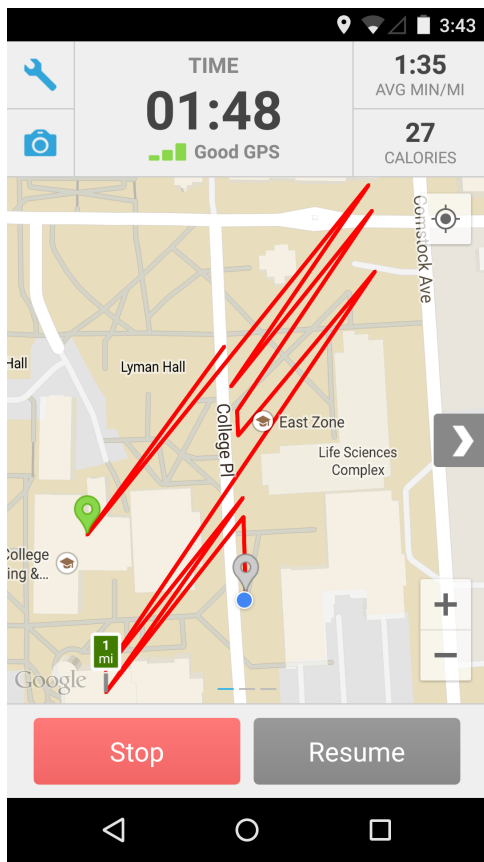 3:43
TIME
01:48
Good GPS
1:35
AVG MIN/MI
27
CALORIES
Comstock Ave
Hall
Lyman Hall
College Pl
East Zone
Life Sciences
Complex
College
ing &...
1
mi
Google
+
−
Stop
Resume